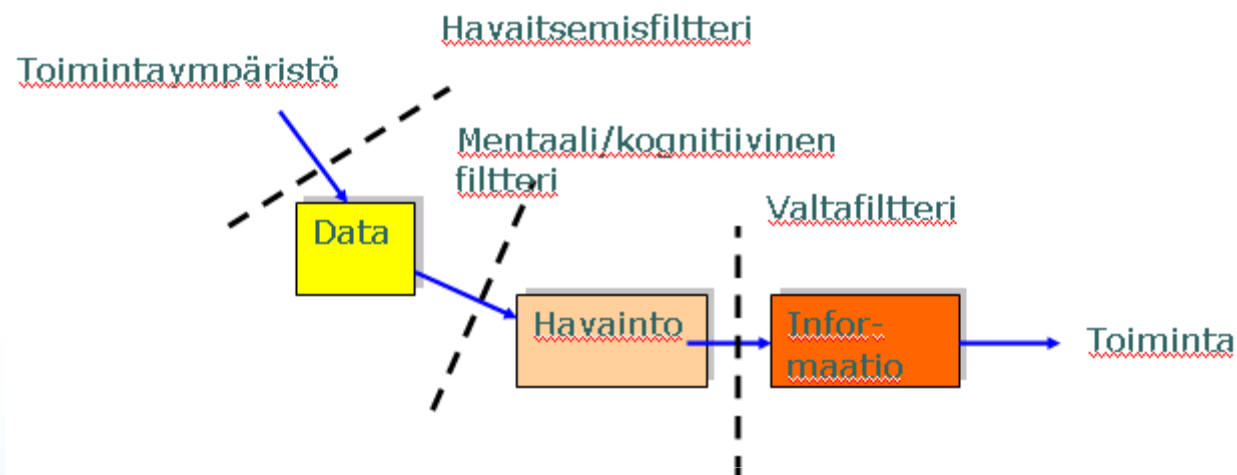 Havaitsemisfiltteri
Toimintaympäristö
Mentaali/kognitiivinen
filtteri
Valtafiltteri
Data
Havainto
Infor-
maatio
Toiminta